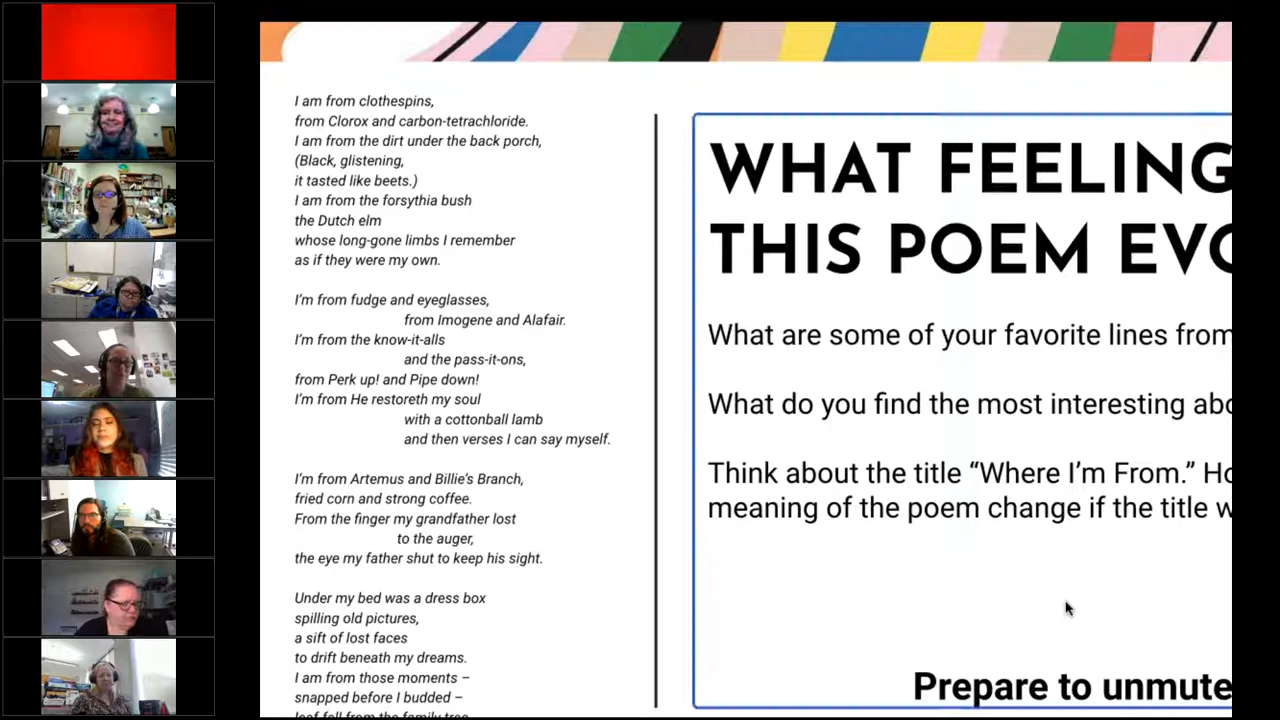 I am from clothespins,
from Clorox and carbon-tetrachloride.
I am from the dirt under the back porch,
(Black, glistening,
it tasted like beets.)
I am from the forsythia bush
the Dutch elm
whose long-gone limbs I remember
as if they were my own.
I'm from fudge and eyeglasses,
from Imogene and Alafair.
I'm from the know-it-alls
and the pass-it-ons,
from Perk up! and Pipe down!
I'm from He restoreth my soul
with a cottonball lamb
and then verses I can say myself.
I'm from Artemus and Billie's Branch,
fried corn and strong coffee.
From the finger my grandfather lost
to the auger,
the eye my father shut to keep his sight.
Under my bed was a dress box
spilling old pictures,
a sift of lost faces
to drift beneath my dreams.
I am from those moments –
snapped before I budded –
leaf-fall from the family tree
WHAT FEELING
THIS POEM EVO
What are some of your favorite lines from
What do you find the most interesting abo
Think about the title “Where I’m From.” Ho
meaning of the poem change if the title w
Prepare to unmute